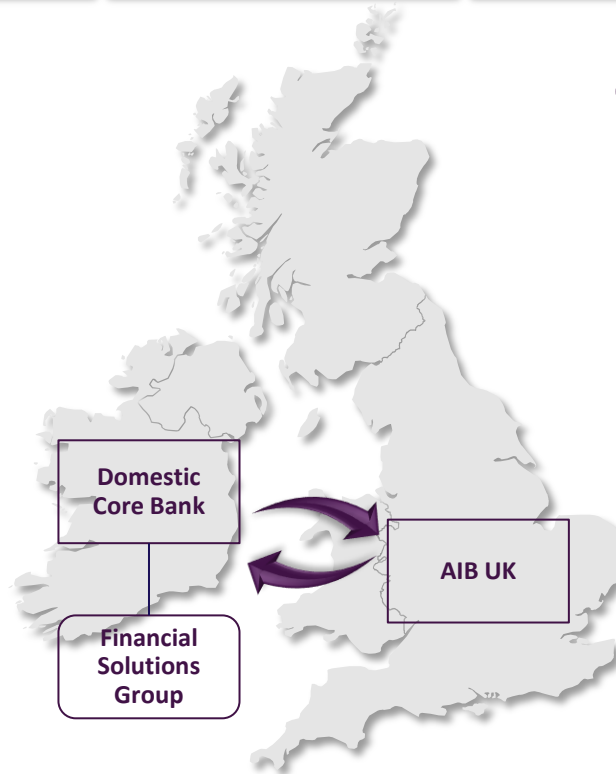 Domestic
Core Bank
AIB UK
Financial
Solutions
Group